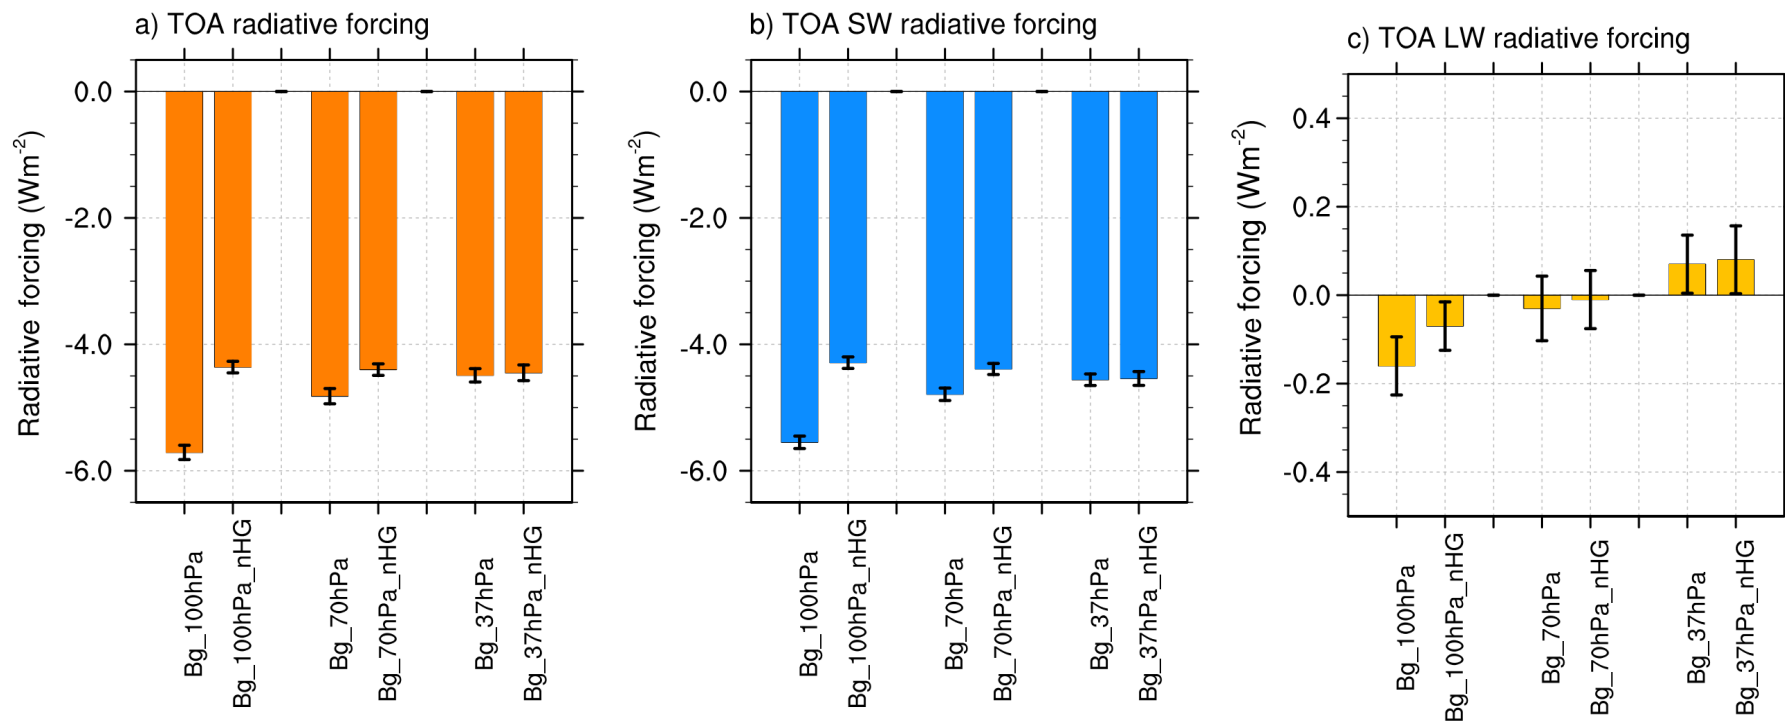 a) TOA radiative forcing
Radiative forcing (Wm-2)
0.0
-2.0
-4.0
-6.0
Bg_100hPa
Bg_100hPa_nHG
Bg_70hPa
Bg_70hPa_nHG
Bg_37hPa
Bg_37hPa_nHG
b) TOA SW radiative forcing
Radiative forcing (Wm-2)
0.0
-2.0
-4.0
-6.0
Bg_100hPa
Bg_100hPa_nHG
Bg_70hPa
Bg_70hPa_nHG
Bg_37hPa
Bg_37hPa_nHG
c) TOA LW radiative forcing
Radiative forcing (Wm-2)
0.4
0.2
0.0
-0.2
-0.4
Bg_100hPa
Bg_100hPa_nHG
Bg_70hPa
Bg_70hPa_nHG
Bg_37hPa
Bg_37hPa_nHG